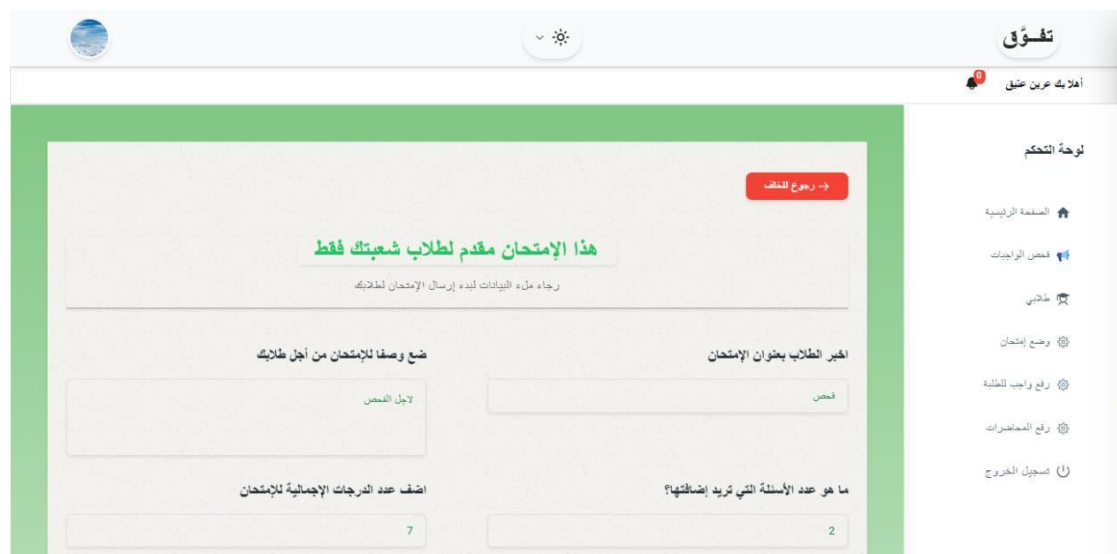 تفــوَّق
أهلا بك عرين عتيق
0
لوحة التحكم
الصفحة الرئيسية
فحص الواجبات
طلابي
وضع إمتحان
رفع واجب للطلبة
رفع المحاضرات
تسجيل الخروج
رجوع للخلف
هذا الإمتحان مقدم لطلاب شعبتك فقط
رجاء ملء البيانات لبدء إرسال الإمتحان لطلابك
اخبر الطلاب بعنوان الإمتحان
فحص
ضع وصفا للإمتحان من أجل طلابك
لاجل الفحص
ما هو عدد الأسئلة التي تريد إضافتها؟
2
اضف عدد الدرجات الإجمالية للإمتحان
7